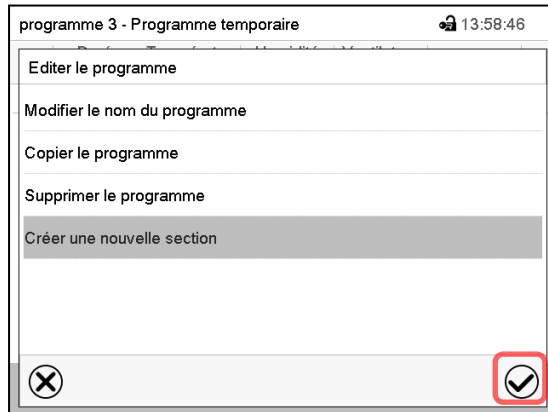 programme 3 - Programme temporaire 13:58:46
Editer le programme
Modifier le nom du programme
Copier le programme
Supprimer le programme
Créer une nouvelle section